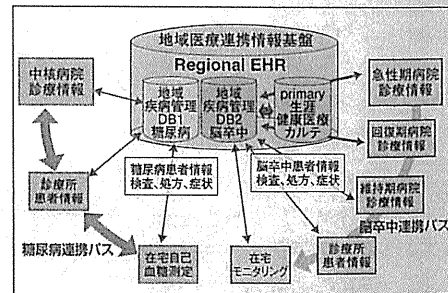 地域医療連携情報基盤
Regional EHR
中核病院
診療情報
地域
疾病管理
DB1
糖尿病
地域
疾病管理
DB2
脳卒中
primary
生涯
健康医療
カルテ
急性期病院
診療情報
回復期病院
診療情報
診療所
患者情報
糖尿病患者情報
検査、処方、症状
脳卒中患者情報
検査、処方、症状
維持期病院
診療情報
糖尿病連携パス
脳卒中連携パス
在宅自己
血糖測定
在宅
モニタリング
診療所
患者情報